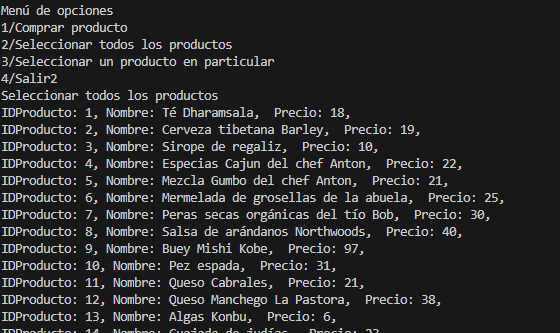 Menú de opciones
1/Comprar producto
2/Seleccionar todos los productos
3/Seleccionar un producto en particular
4/Salir2
Seleccionar todos los productos
IDProducto: 1, Nombre: Té Dharamsala,  Precio: 18,
IDProducto: 2, Nombre: Cerveza tibetana Barley,  Precio: 19,
IDProducto: 3, Nombre: Sirope de regaliz,  Precio: 10,
IDProducto: 4, Nombre: Especias Cajun del chef Anton,  Precio: 22,
IDProducto: 5, Nombre: Mezcla Gumbo del chef Anton,  Precio: 21,
IDProducto: 6, Nombre: Mermelada de grosellas de la abuela,  Precio: 25,
IDProducto: 7, Nombre: Peras secas orgánicas del tío Bob,  Precio: 30,
IDProducto: 8, Nombre: Salsa de arándanos Northwoods,  Precio: 40,
IDProducto: 9, Nombre: Buey Mishi Kobe,  Precio: 97,
IDProducto: 10, Nombre: Pez espada,  Precio: 31,
IDProducto: 11, Nombre: Queso Cabrales,  Precio: 21,
IDProducto: 12, Nombre: Queso Manchego La Pastora,  Precio: 38,
IDProducto: 13, Nombre: Algas Konbu,  Precio: 6,
IDProducto: 14, Nombre: Cuajada de judías,  Precio: 23,